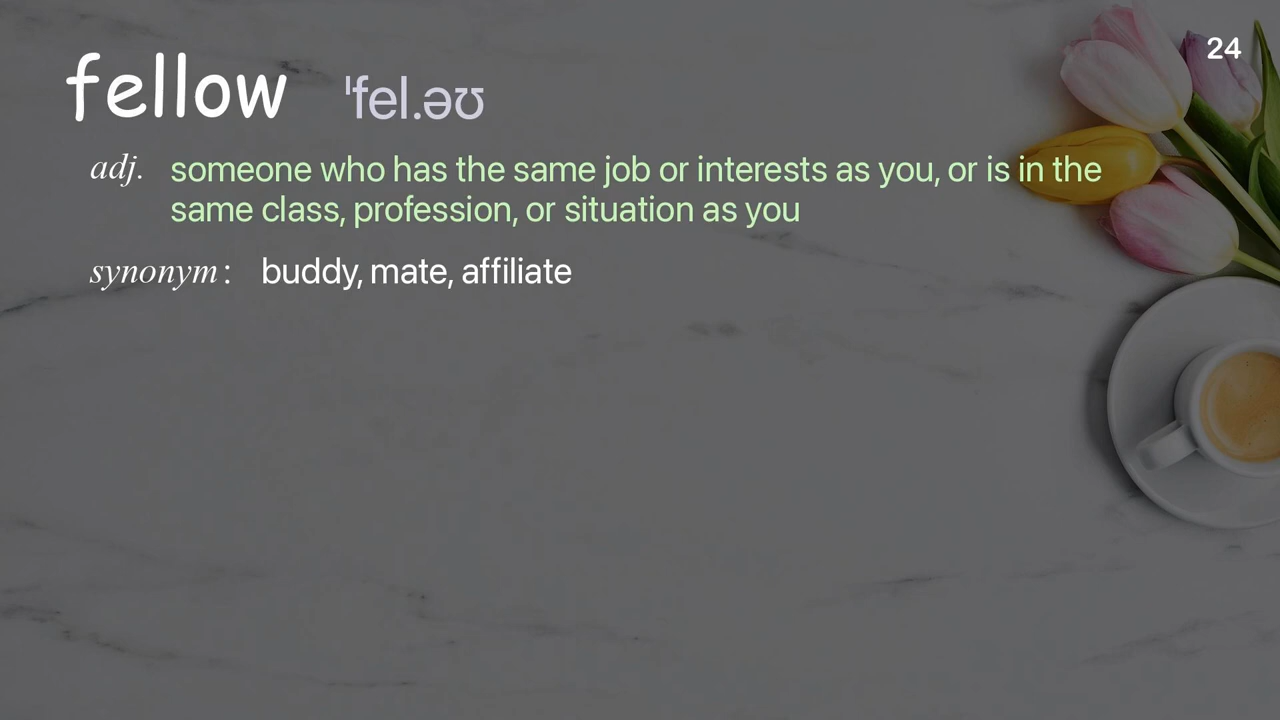 24
fellow ˈfel.əʊ
adj. someone who has the same job or interests as you, or is in the
same class, profession, or situation as you
synonym: buddy, mate, affiliate